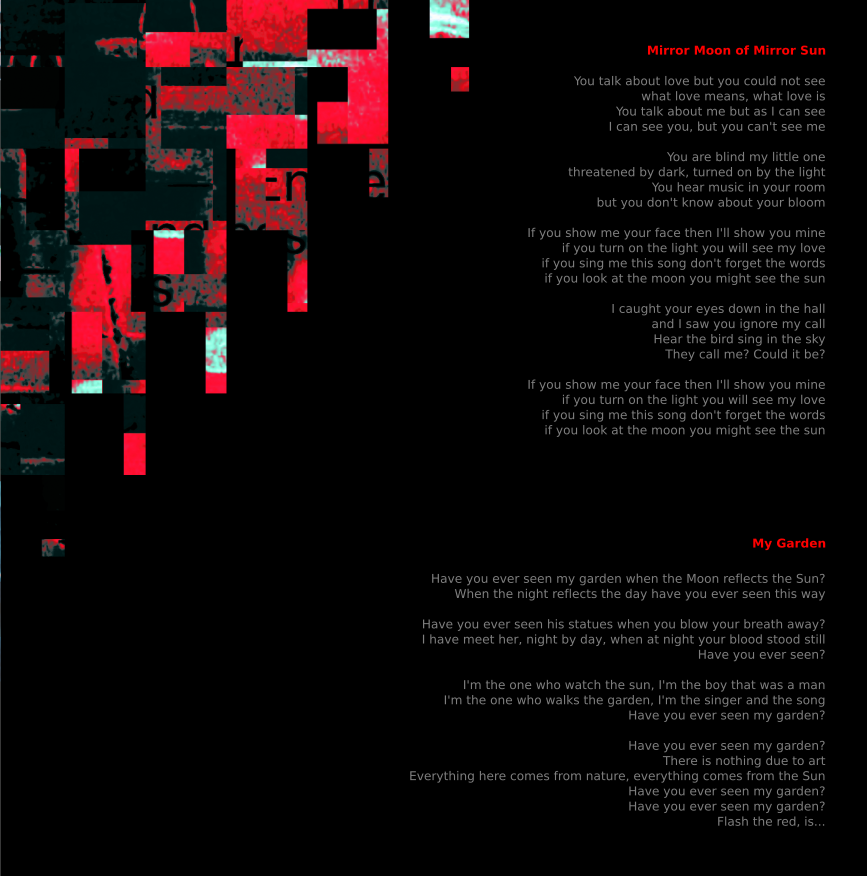 Mirror Moon of Mirror Sun
You talk about love but you could not see
what love means, what love is
You talk about me but as I can see
I can see you, but you can't see me
You are blind my little one
threatened by dark, turned on by the light
You hear music in your room
but you don't know about your bloom
If you show me your face then I'll show you mine
if you turn on the light you will see my love
if you sing me this song don't forget the words
if you look at the moon you might see the sun
I caught your eyes down in the hall
and I saw you ignore my call
Hear the bird sing in the sky
They call me? Could it be?
If you show me your face then I'll show you mine
if you turn on the light you will see my love
if you sing me this song don't forget the words
if you look at the moon you might see the sun
My Garden
Have you ever seen my garden when the Moon reflects the Sun?
When the night reflects the day have you ever seen this way
Have you ever seen his statues when you blow your breath away?
I have meet her, night by day, when at night your blood stood still
Have you ever seen?
I'm the one who watch the sun, I'm the boy that was a man
I'm the one who walks the garden, I'm the singer and the song
Have you ever seen my garden?
Have you ever seen my garden?
There is nothing due to art
Everything here comes from nature, everything comes from the Sun
Have you ever seen my garden?
Have you ever seen my garden?
Flash the red, is...